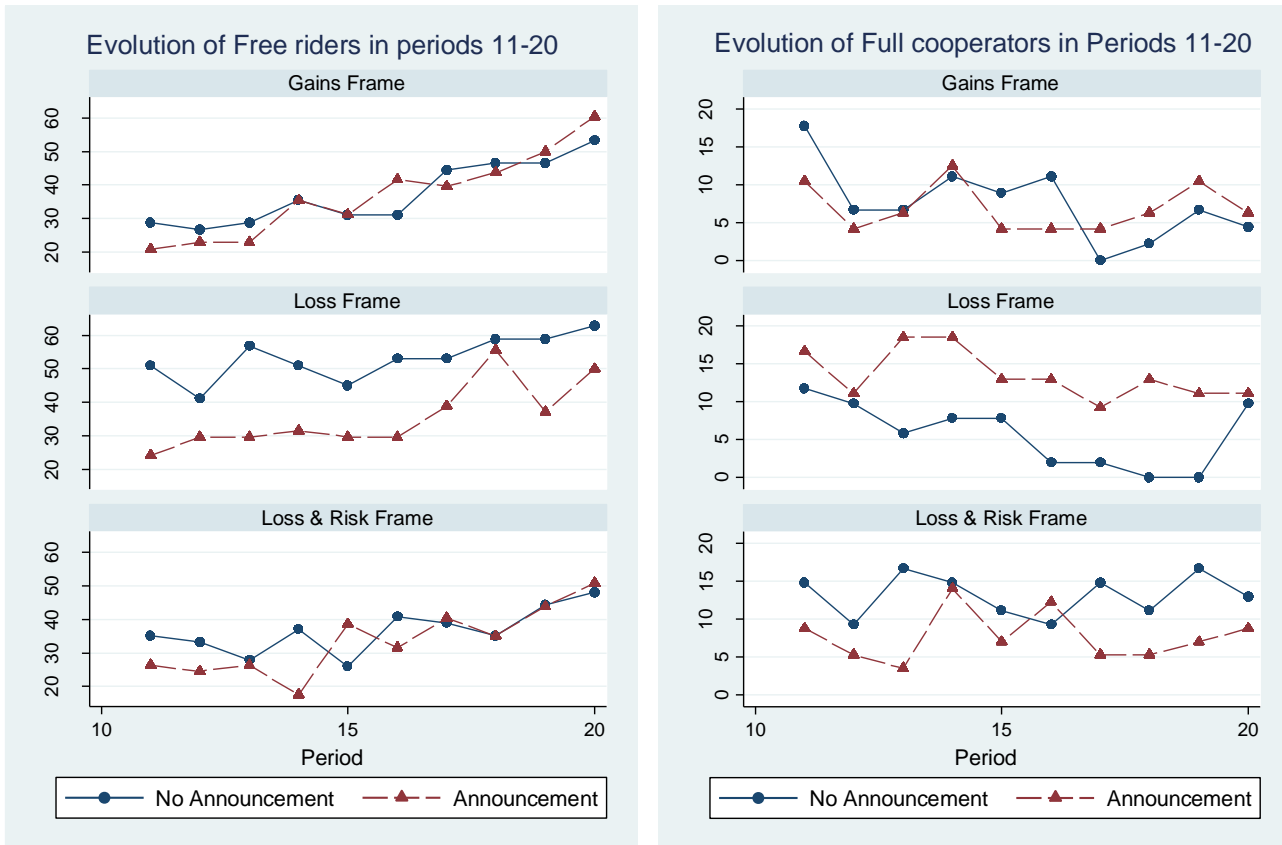 Evolution of Free riders in periods 11-20
Gains Frame
60
50
40
30
20
Loss Frame
60
50
40
30
20
Loss & Risk Frame
60
50
40
30
20
10 15 20
Period
No Announcement Announcement
Evolution of Full cooperators in Periods 11-20
Gains Frame
20
15
10
5
0
Loss Frame
20
15
10
5
0
Loss & Risk Frame
20
15
10
5
0
10 15 20
Period
No Announcement Announcement